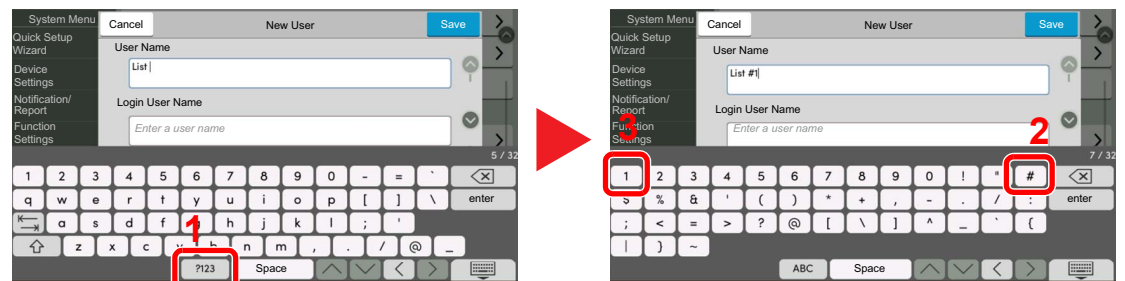 System Menu
Cancel
New User
Save
Quick Setup
Wizard
Device
Settings
Notification/
Report
Function
Settings
User Name
List
Login User Name
Enter a user name
5 / 32
1 2 3 4 5 6 7 8 9 0 - = `
q w e r t y u i o p [ ] \ enter
a s d f g h j k l ; '
1
z x c v b n m , . / @ _
?123 Space
System Menu
Cancel
New User
Save
Quick Setup
Wizard
Device
Settings
Notification/
Report
Function
Settings
User Name
List #1
Login User Name
Enter a user name
3
2
7 / 32
1 2 3 4 5 6 7 8 9 0 ! " #
$ % & ' ( ) * + , - . / : enter
; < = > ? @ [ \ ] ^ _ ` {
| } ~
ABC Space